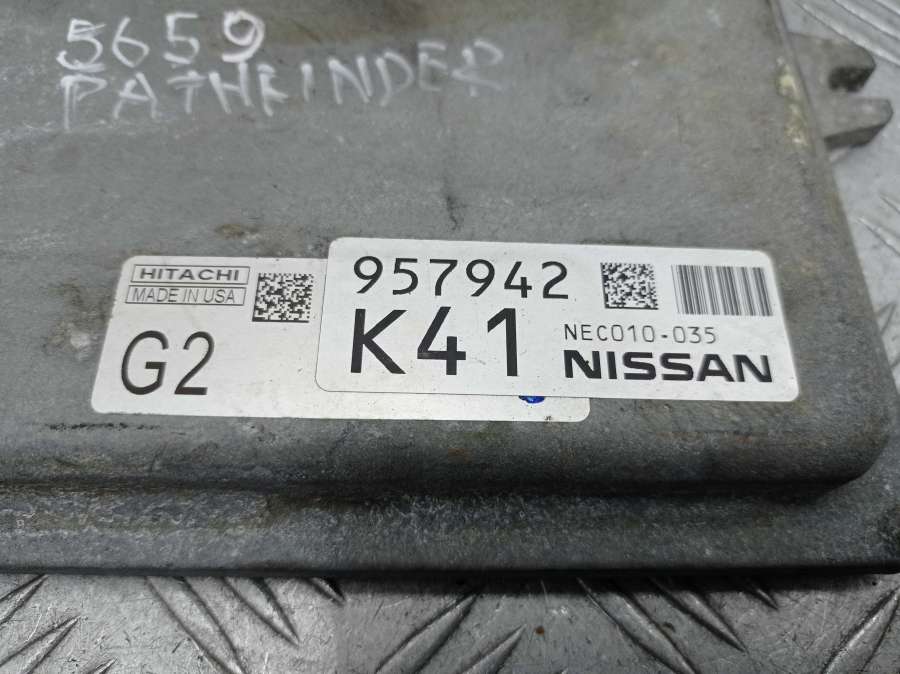 5659
PATHFINDER
HITACHI
MADE IN USA
G2
957942
K41
NEC010-035
NISSAN